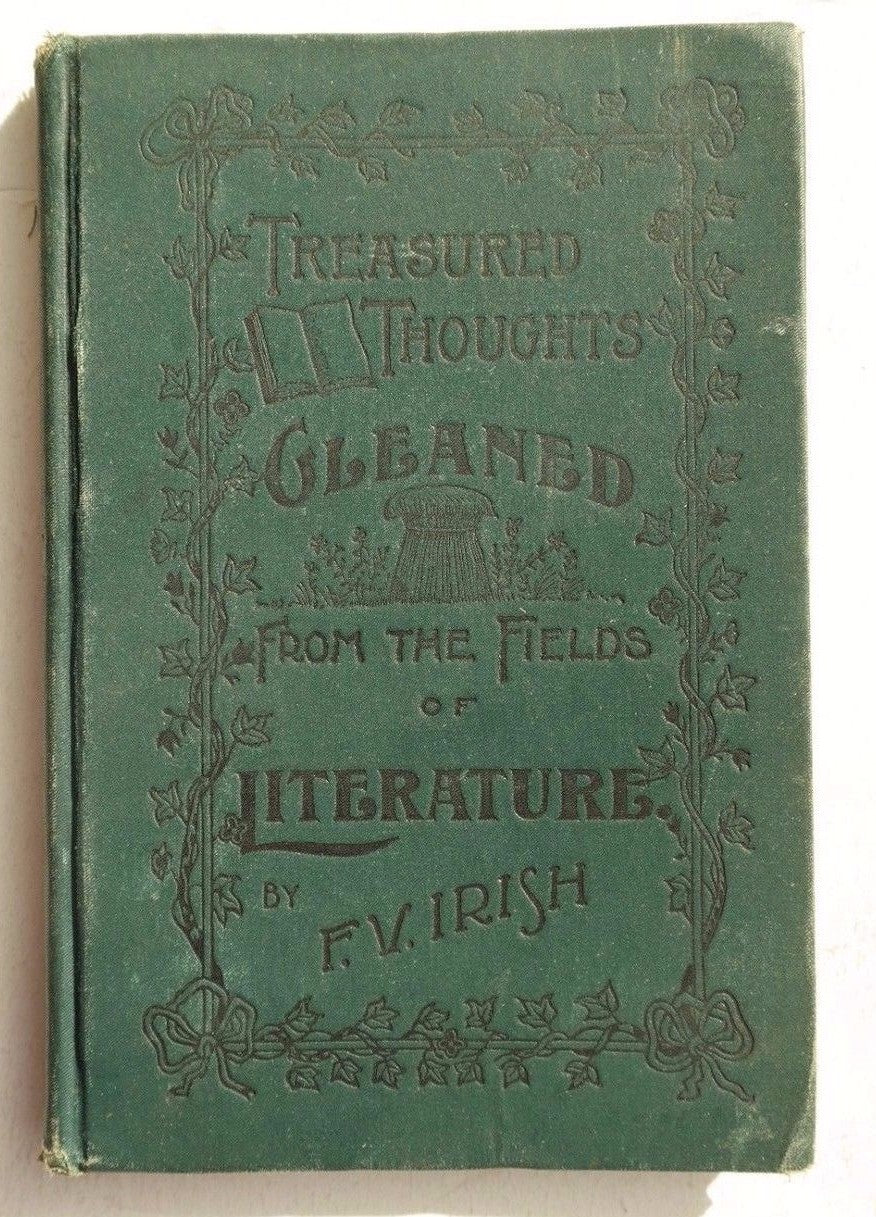 TREASURED
THOUGHTS
GLEANED
FROM THE FIELDS
OF
LITERATURE.
BY F.V. IRISH